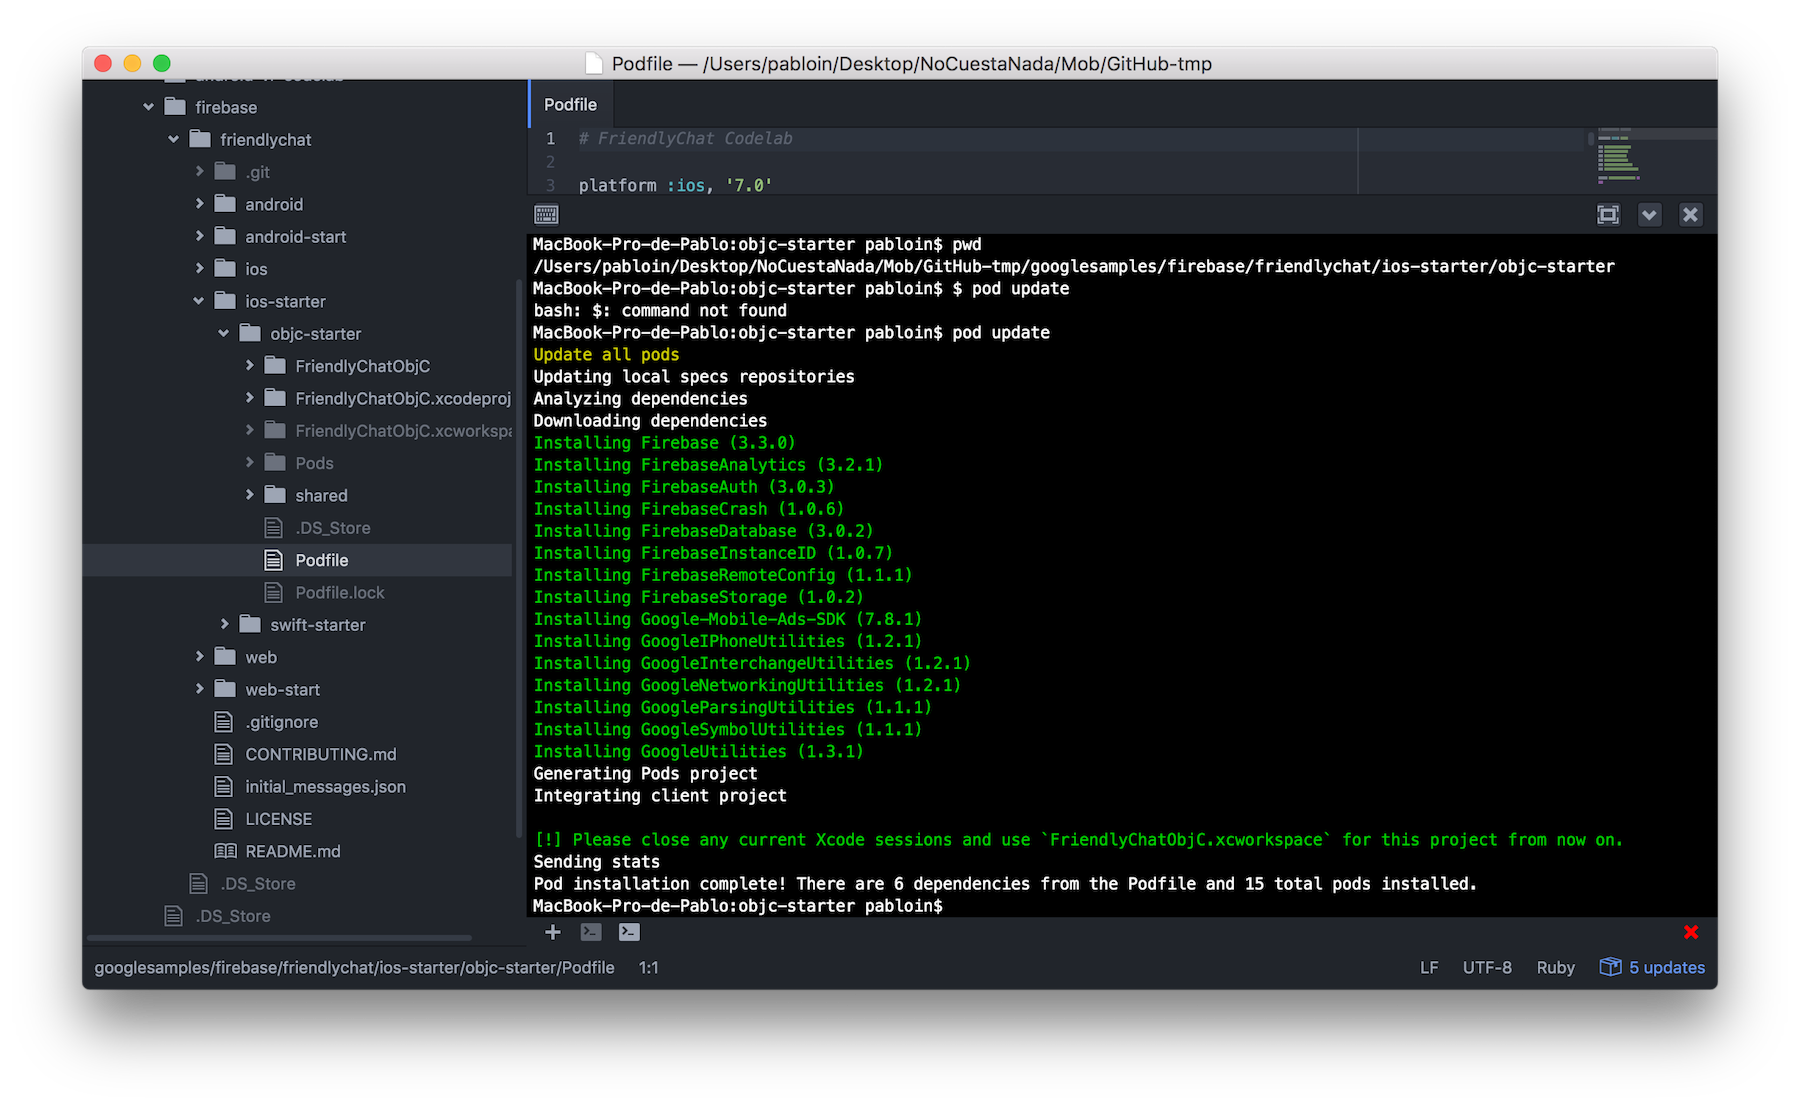 Podfile — /Users/pabloin/Desktop/NoCuestaNada/Mob/GitHub-tmp
firebase
friendlychat
.git
android
android-start
ios
ios-starter
objc-starter
FriendlyChatObjC
FriendlyChatObjC.xcodeproj
FriendlyChatObjC.xcworkspa
Pods
shared
.DS_Store
Podfile
Podfile.lock
swift-starter
web
web-start
.gitignore
CONTRIBUTING.md
initial_messages.json
LICENSE
README.md
.DS_Store
.DS_Store
Podfile
1 # FriendlyChat Codelab
2
3 platform :ios, '7.0'
MacBook-Pro-de-Pablo:objc-starter pabloin$ pwd
/Users/pabloin/Desktop/NoCuestaNada/Mob/GitHub-tmp/googlesamples/firebase/friendlychat/ios-starter/objc-starter
MacBook-Pro-de-Pablo:objc-starter pabloin$ $ pod update
bash: $: command not found
MacBook-Pro-de-Pablo:objc-starter pabloin$ pod update
Update all pods
Updating local specs repositories
Analyzing dependencies
Downloading dependencies
Installing Firebase (3.3.0)
Installing FirebaseAnalytics (3.2.1)
Installing FirebaseAuth (3.0.3)
Installing FirebaseCrash (1.0.6)
Installing FirebaseDatabase (3.0.2)
Installing FirebaseInstanceID (1.0.7)
Installing FirebaseRemoteConfig (1.1.1)
Installing FirebaseStorage (1.0.2)
Installing Google-Mobile-Ads-SDK (7.8.1)
Installing GoogleIPhoneUtilities (1.2.1)
Installing GoogleInterchangeUtilities (1.2.1)
Installing GoogleNetworkingUtilities (1.2.1)
Installing GoogleParsingUtilities (1.1.1)
Installing GoogleSymbolUtilities (1.1.1)
Installing GoogleUtilities (1.3.1)
Generating Pods project
Integrating client project
[!] Please close any current Xcode sessions and use `FriendlyChatObjC.xcworkspace` for this project from now on.
Sending stats
Pod installation complete! There are 6 dependencies from the Podfile and 15 total pods installed.
MacBook-Pro-de-Pablo:objc-starter pabloin$
googlesamples/firebase/friendlychat/ios-starter/objc-starter/Podfile 1:1
LF UTF-8 Ruby 5 updates